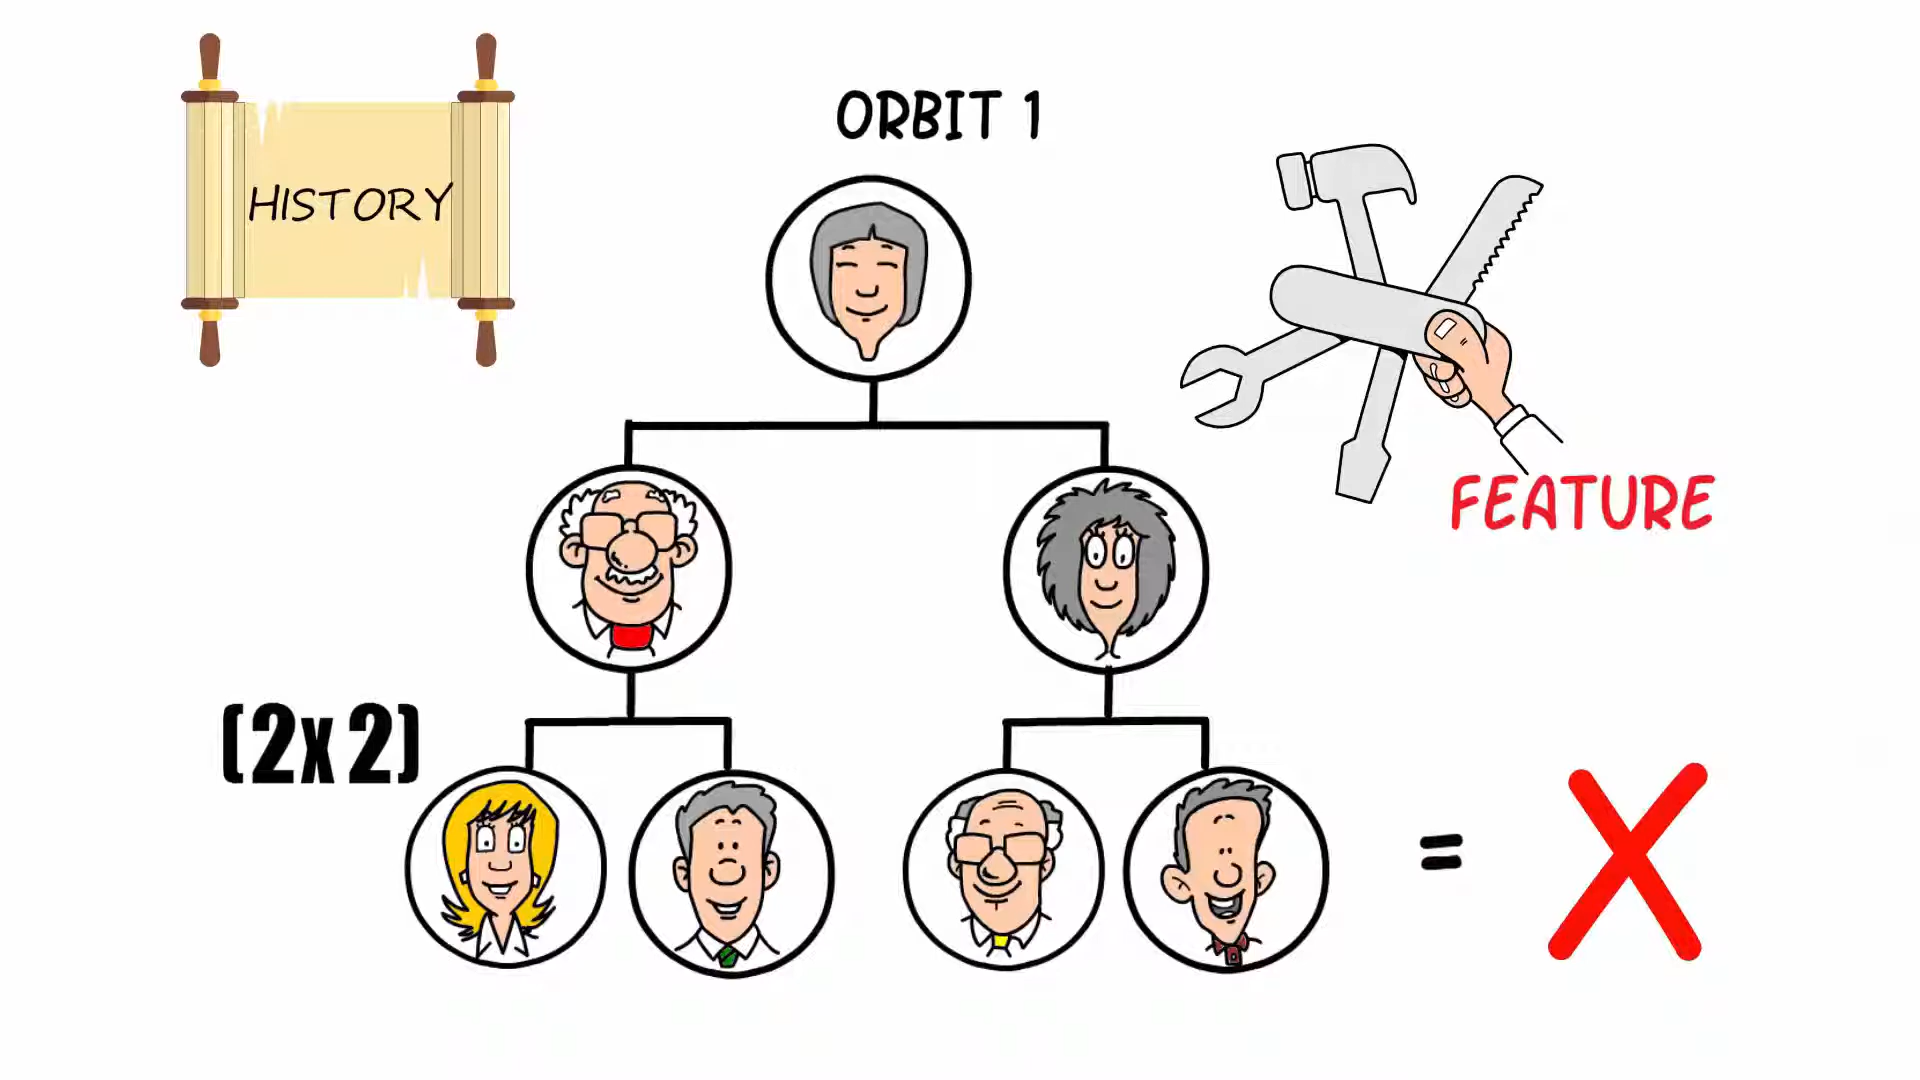 ORBIT 1
HISTORY
FEATURE
(2x2)
=
X